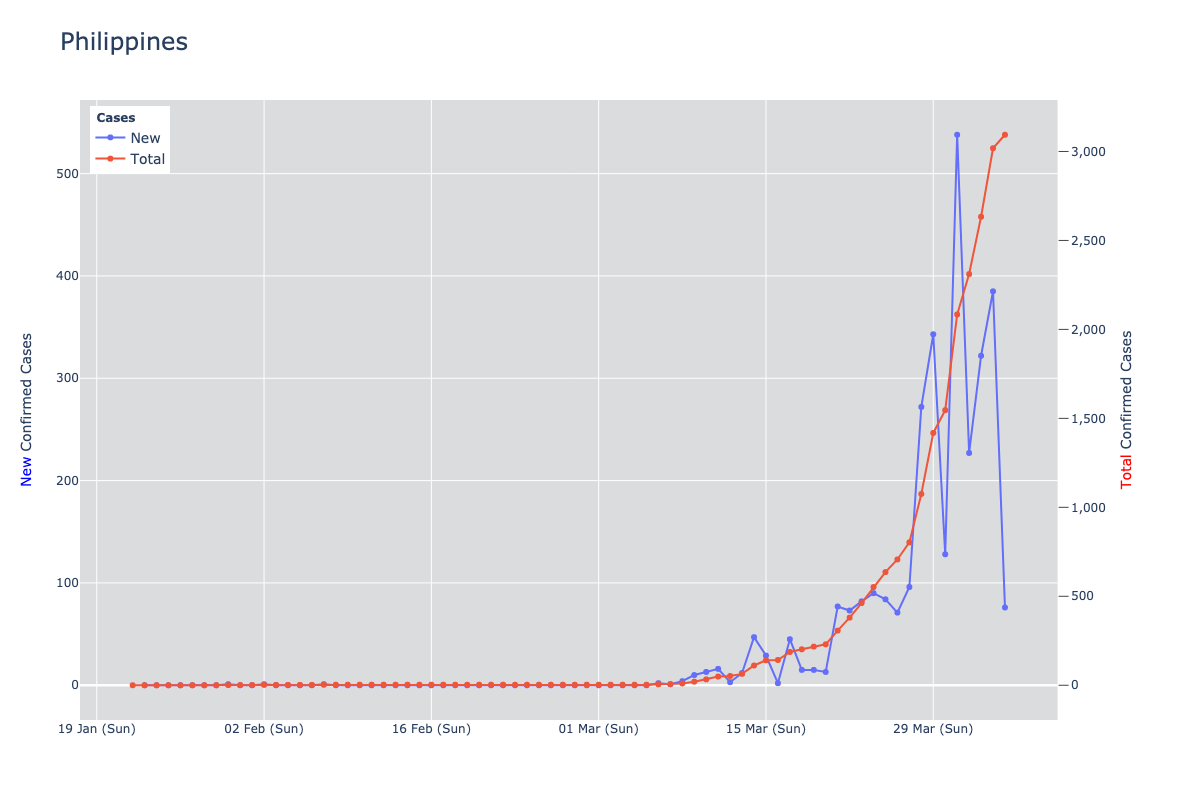 Philippines
Cases
New
Total
500
400
300
200
100
0
3,000
2,500
2,000
1,500
1,000
500
0
New Confirmed Cases
Total Confirmed Cases
19 Jan (Sun)
02 Feb (Sun)
16 Feb (Sun)
01 Mar (Sun)
15 Mar (Sun)
29 Mar (Sun)